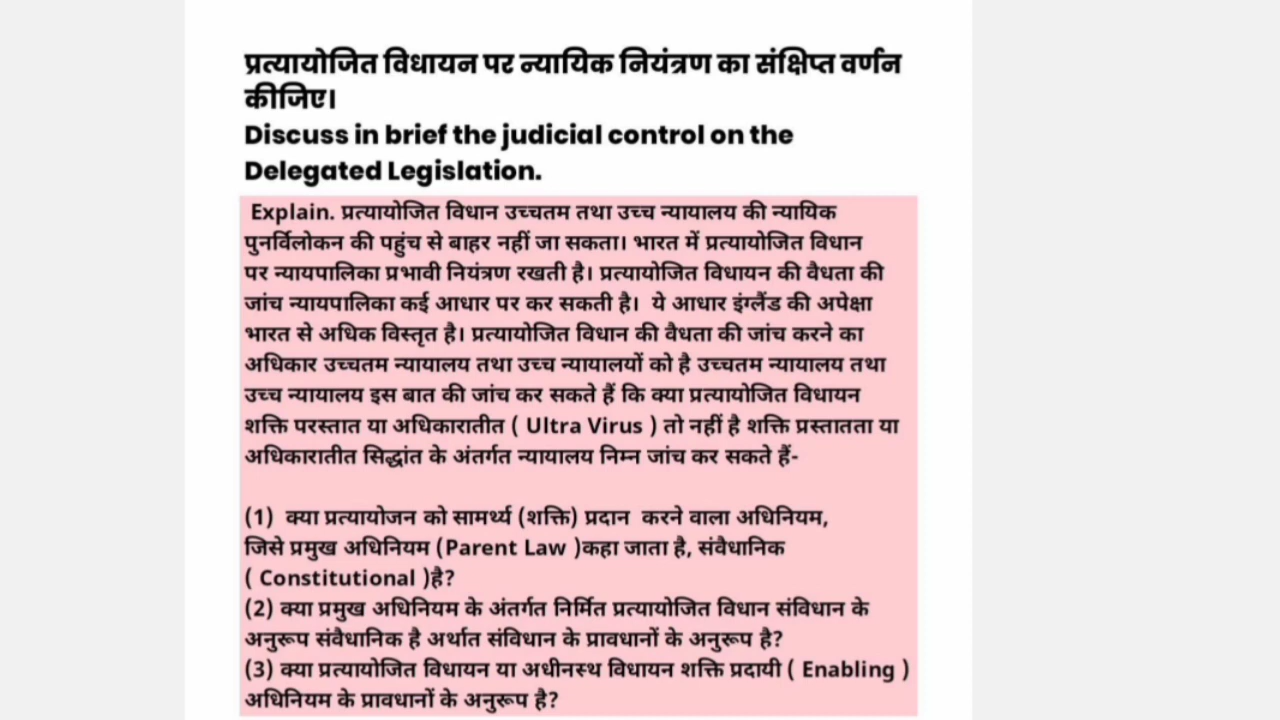 प्रत्यायोजित विधायन पर न्यायिक नियंत्रण का संक्षिप्त वर्णन
कीजिए।
Discuss in brief the judicial control on the
Delegated Legislation.
Explain. प्रत्यायोजित विधान उच्चतम तथा उच्च न्यायालय की न्यायिक
पुनर्विलोकन की पहुंच से बाहर नहीं जा सकता। भारत में प्रत्यायोजित विधान
पर न्यायपालिका प्रभावी नियंत्रण रखती है। प्रत्यायोजित विधायन की वैधता की
जांच न्यायपालिका कई आधार पर कर सकती है। ये आधार इंग्लैंड की अपेक्षा
भारत से अधिक विस्तृत है। प्रत्यायोजित विधान की वैधता की जांच करने का
अधिकार उच्चतम न्यायालय तथा उच्च न्यायालयों को है उच्चतम न्यायालय तथा
उच्च न्यायालय इस बात की जांच कर सकते हैं कि क्या प्रत्यायोजित विधायन
शक्ति परस्तात या अधिकारातीत ( Ultra Virus ) तो नहीं है शक्ति प्रस्तातता या
अधिकारातीत सिद्धांत के अंतर्गत न्यायालय निम्न जांच कर सकते हैं-
(1) क्या प्रत्यायोजन को सामर्थ्य (शक्ति) प्रदान करने वाला अधिनियम,
जिसे प्रमुख अधिनियम (Parent Law )कहा जाता है, संवैधानिक
( Constitutional )है?
(2) क्या प्रमुख अधिनियम के अंतर्गत निर्मित प्रत्यायोजित विधान संविधान के
अनुरूप संवैधानिक है अर्थात संविधान के प्रावधानों के अनुरूप है?
(3) क्या प्रत्यायोजित विधायन या अधीनस्थ विधायन शक्ति प्रदायी ( Enabling )
अधिनियम के प्रावधानों के अनुरूप है?